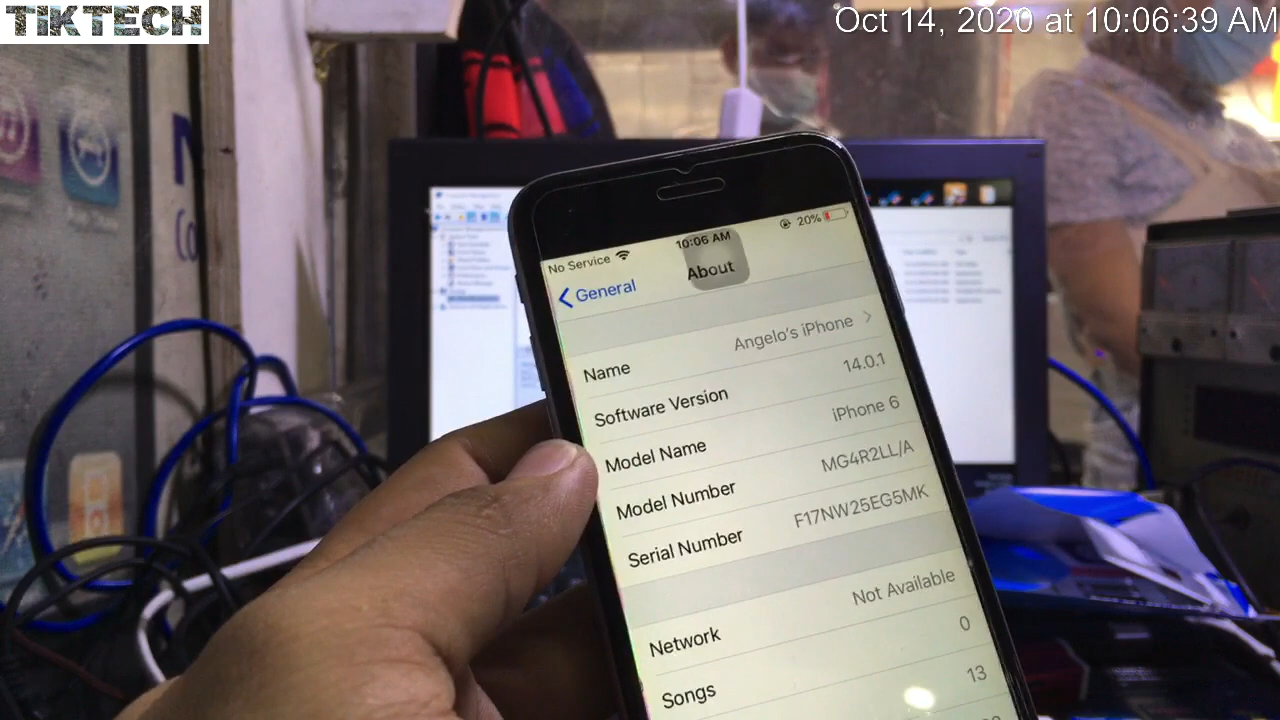 TIKTECH
Oct 14, 2020 at 10:06:39 AM
No Service 10:06 AM 20%
General About
Name Angelo's iPhone
Software Version 14.0.1
Model Name iPhone 6
Model Number MG4R2LL/A
Serial Number F17NW25EG5MK
Network Not Available
Songs 0
13